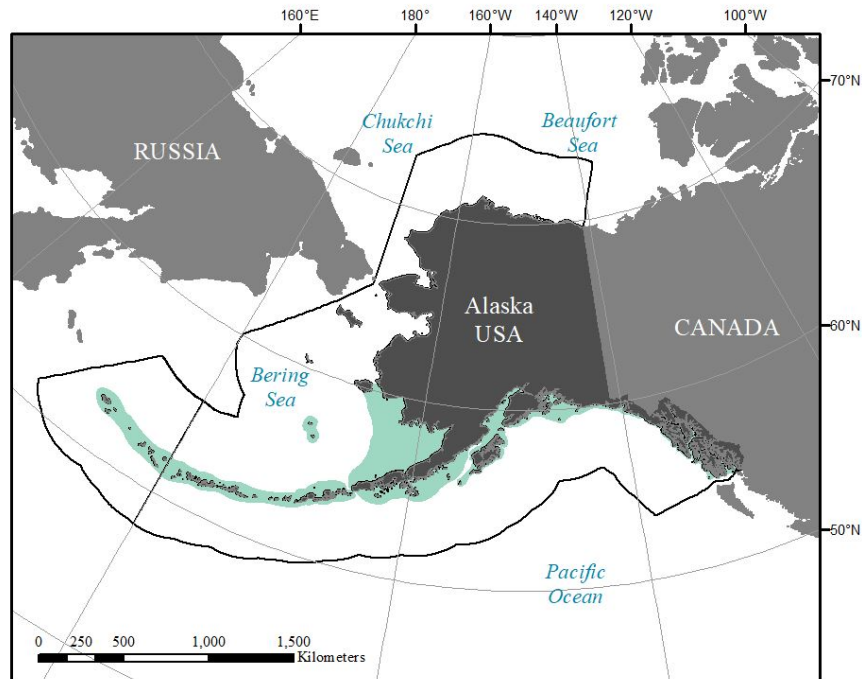 160°E 180° 160°W 140°W 120°W 100°W
70°N
Chukchi
Sea
Beaufort
Sea
RUSSIA
Alaska
USA
CANADA
60°N
Bering
Sea
50°N
Pacific
Ocean
0 250 500 1,000 1,500
Kilometers